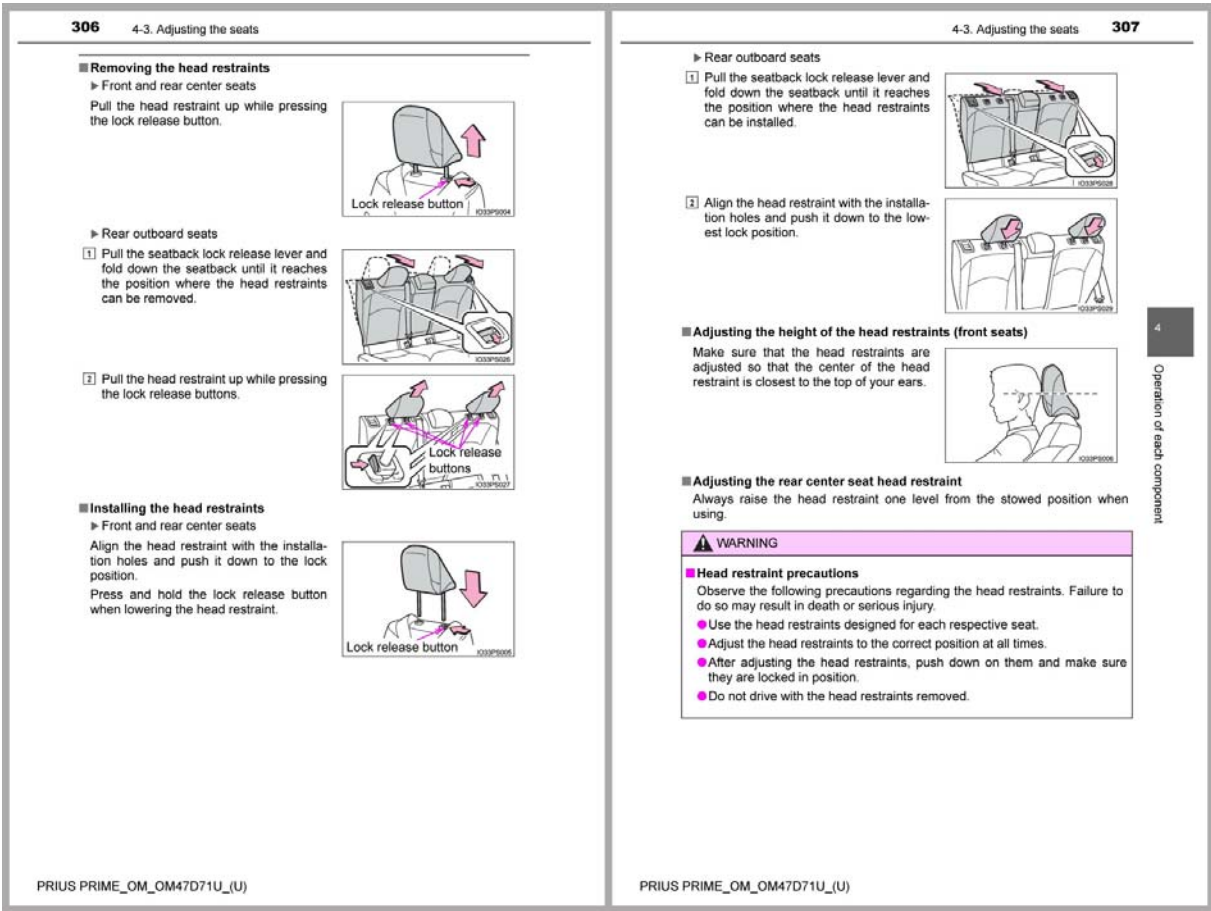 306
4-3. Adjusting the seats
■Removing the head restraints
▶Front and rear center seats
Pull the head restraint up while pressing
the lock release button.
Lock release button
IO33PS004
▶Rear outboard seats
1 Pull the seatback lock release lever and
fold down the seatback until it reaches
the position where the head restraints
can be removed.
IO33PS026
2 Pull the head restraint up while pressing
the lock release buttons.
Lock release
buttons
IO33PS027
■Installing the head restraints
▶Front and rear center seats
Align the head restraint with the installa-
tion holes and push it down to the lock
position.
Press and hold the lock release button
when lowering the head restraint.
Lock release button
IO33PS005
PRIUS PRIME_OM_OM47D71U_(U)
4-3. Adjusting the seats
307
▶Rear outboard seats
1 Pull the seatback lock release lever and
fold down the seatback until it reaches
the position where the head restraints
can be installed.
IO33PS028
2 Align the head restraint with the installa-
tion holes and push it down to the low-
est lock position.
IO33PS029
■Adjusting the height of the head restraints (front seats)
Make sure that the head restraints are
adjusted so that the center of the head
restraint is closest to the top of your ears.
IO33PS006
■Adjusting the rear center seat head restraint
Always raise the head restraint one level from the stowed position when
using.
WARNING
■Head restraint precautions
Observe the following precautions regarding the head restraints. Failure to
do so may result in death or serious injury.
●Use the head restraints designed for each respective seat.
●Adjust the head restraints to the correct position at all times.
●After adjusting the head restraints, push down on them and make sure
they are locked in position.
●Do not drive with the head restraints removed.
4
Operation of each component
PRIUS PRIME_OM_OM47D71U_(U)